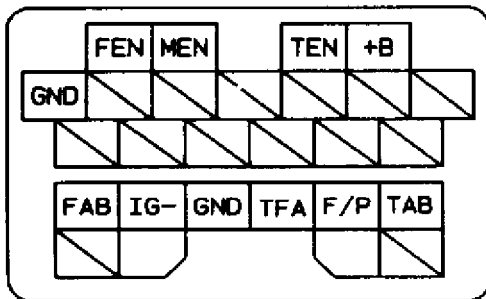 FEN MEN TEN +B
GND
FAB IG- GND TFA F/P TAB